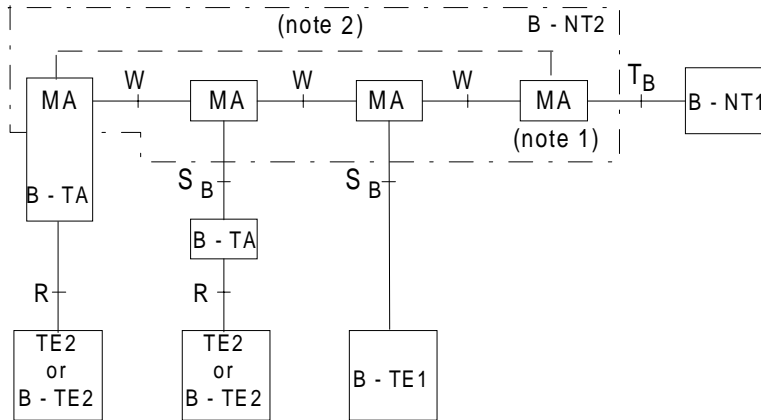 (note 2)
B - NT2
W
W
W
T B
MA
MA
MA
MA
B - NT1
(note 1)
B - TA
S B
S B
B - TA
R
R
TE2
or
B - TE2
TE2
or
B - TE2
B - TE1